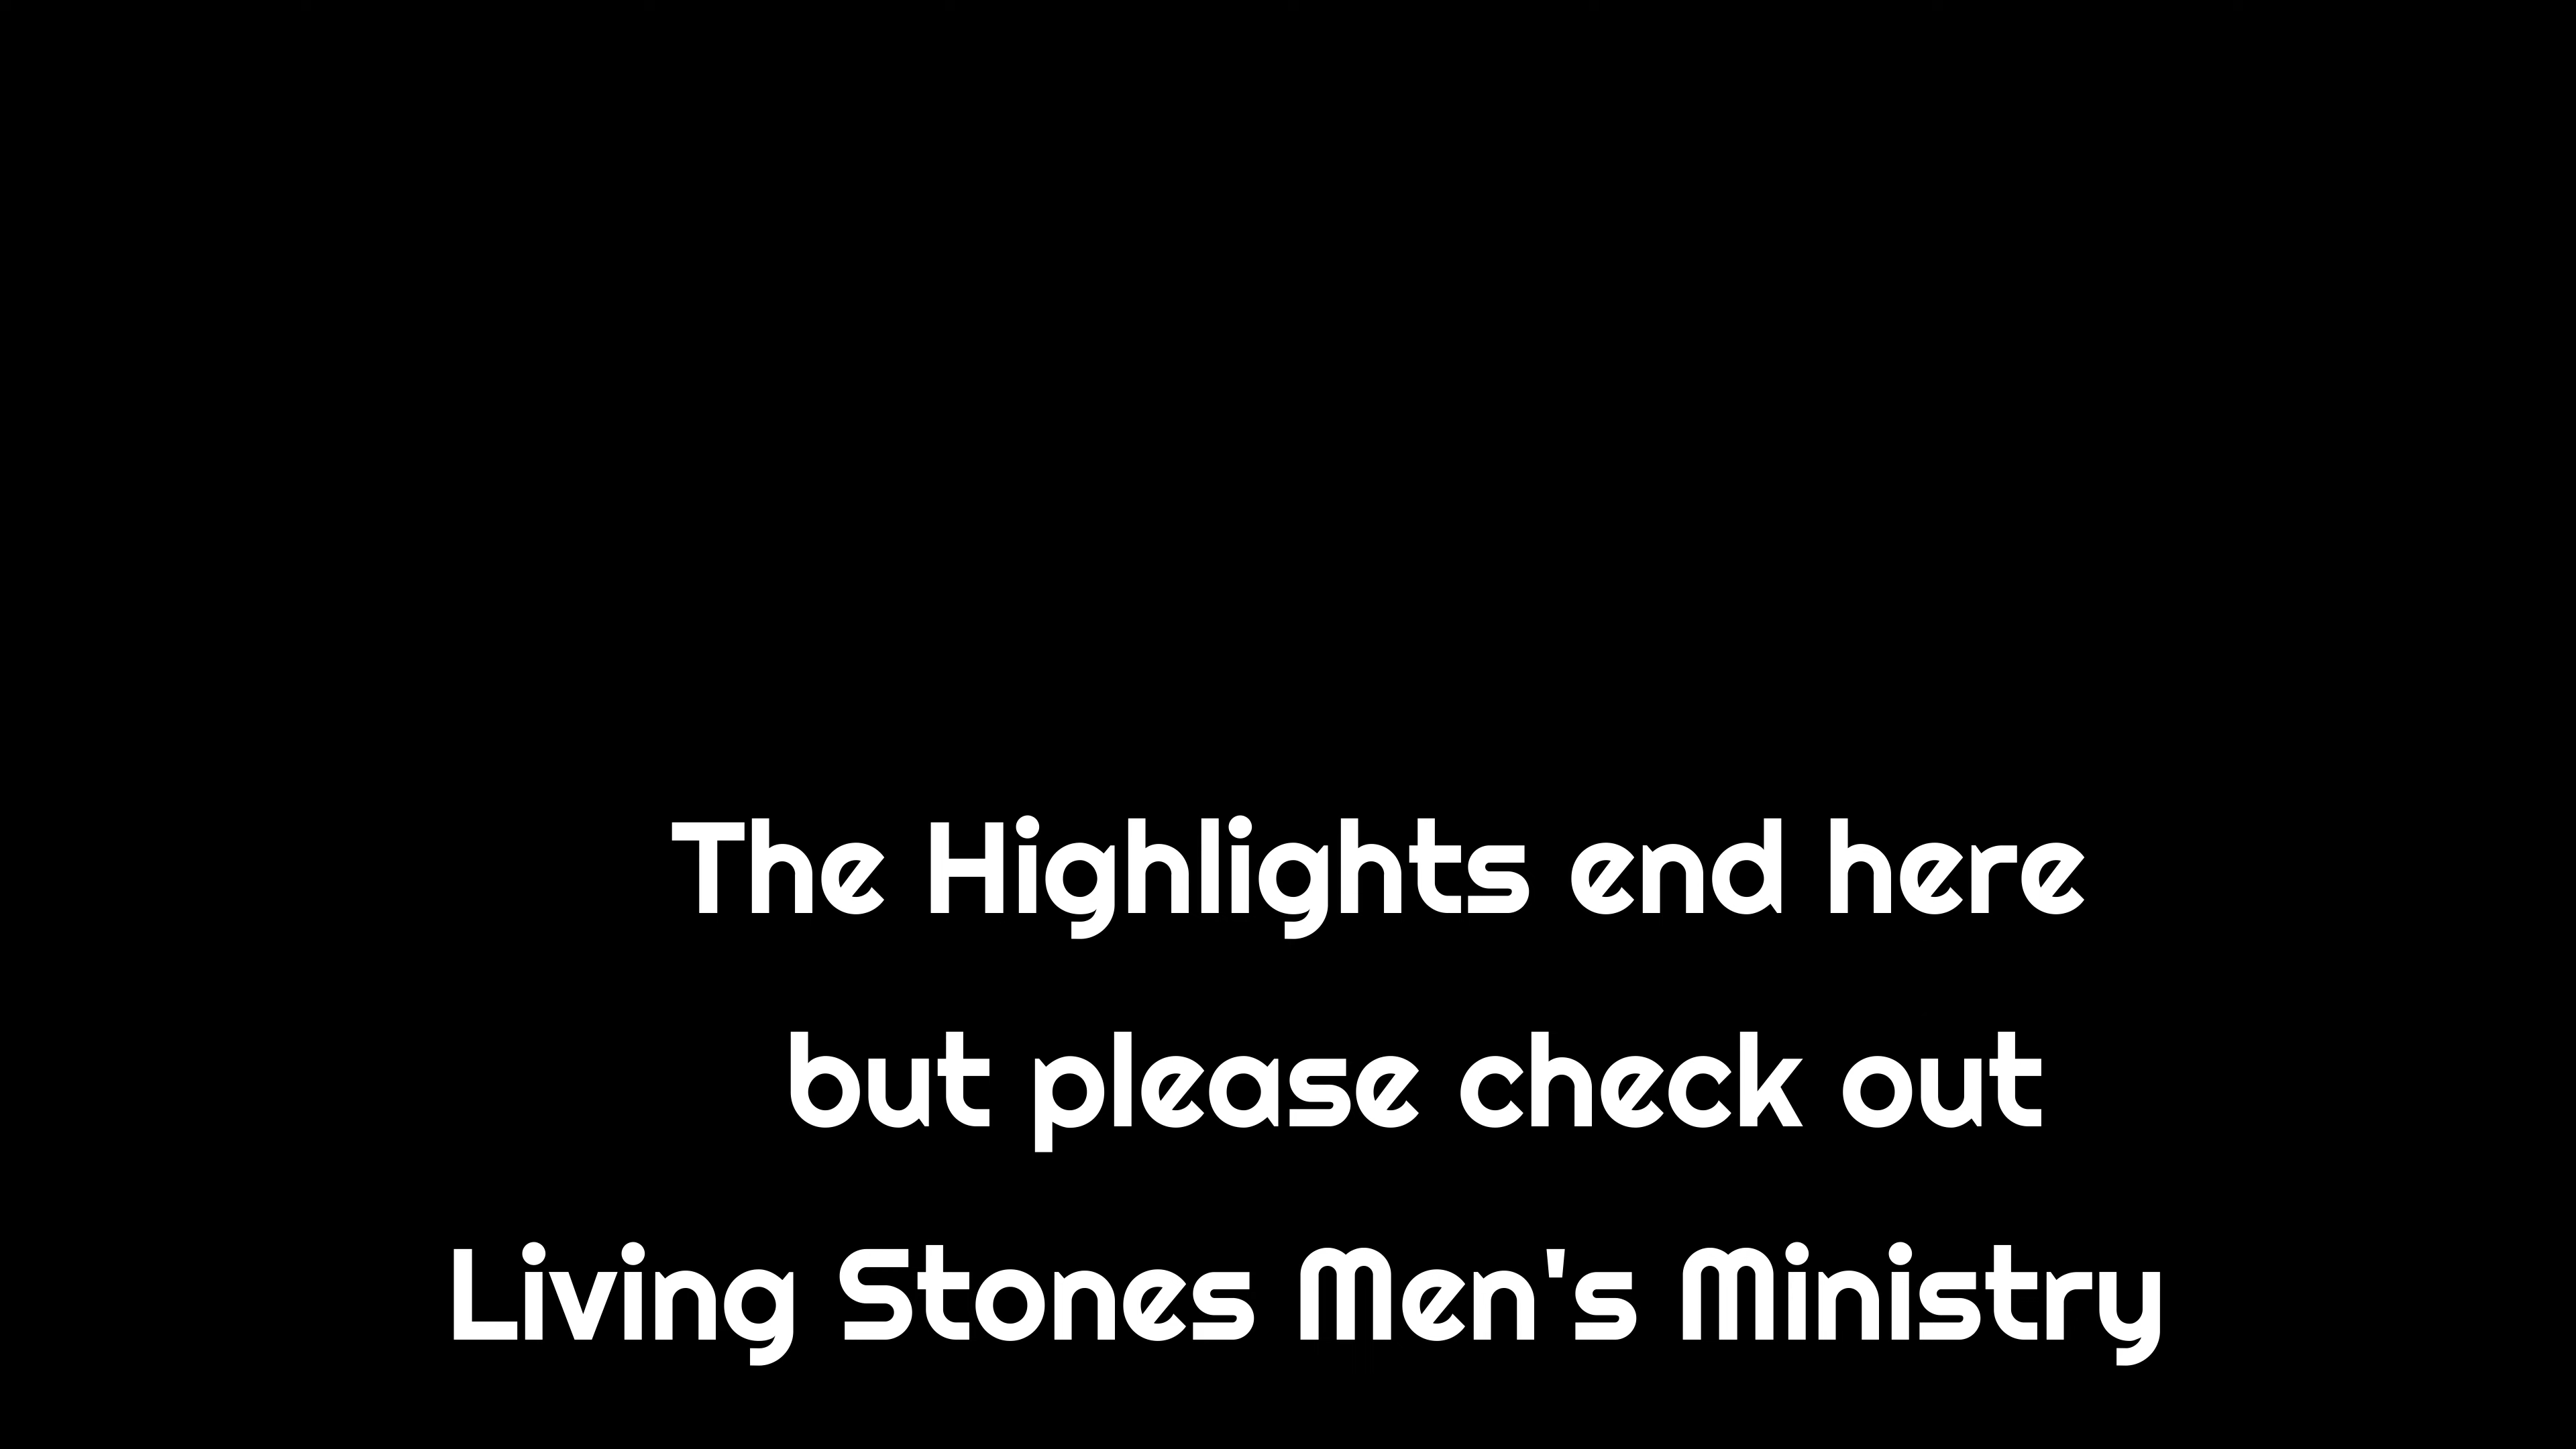 The Highlights end here
but please check out
Living Stones Men's Ministry